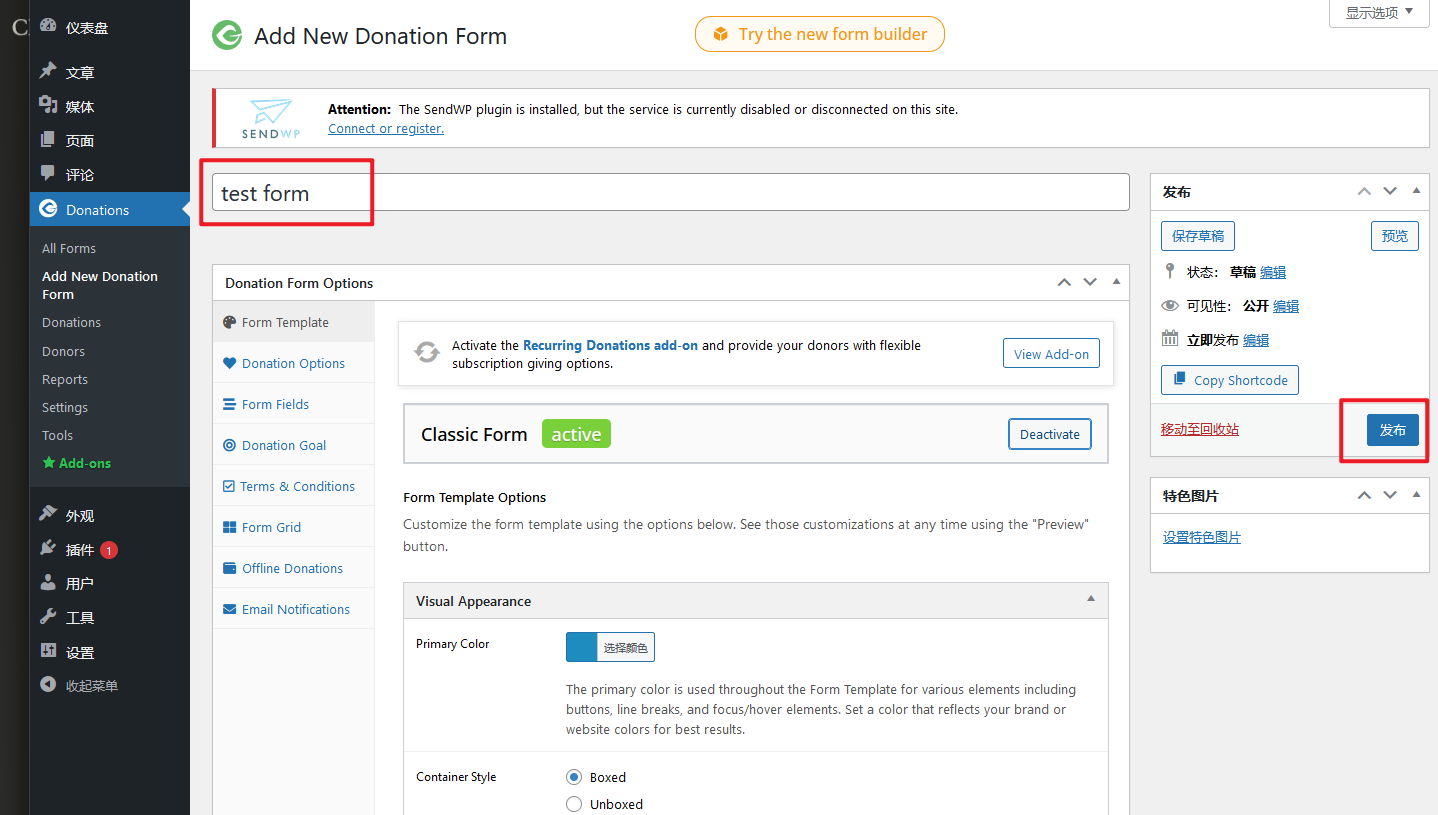 C
仪表盘
文章
媒体
页面
评论
Donations
All Forms
Add New Donation
Form
Donations
Donors
Reports
Settings
Tools
Add-ons
外观
插件 1
用户
工具
设置
收起菜单
Add New Donation Form
Try the new form builder
显示选项
SENDWP
Attention: The SendWP plugin is installed, but the service is currently disabled or disconnected on this site.
Connect or register.
test form
Donation Form Options
Form Template
Donation Options
Form Fields
Donation Goal
Terms & Conditions
Form Grid
Offline Donations
Email Notifications
Activate the Recurring Donations add-on and provide your donors with flexible
subscription giving options.
View Add-on
Classic Form active
Deactivate
Form Template Options
Customize the form template using the options below. See those customizations at any time using the "Preview"
button.
Visual Appearance
Primary Color
选择颜色
The primary color is used throughout the Form Template for various elements including
buttons, line breaks, and focus/hover elements. Set a color that reflects your brand or
website colors for best results.
Container Style
Boxed
Unboxed
发布
保存草稿
预览
状态: 草稿 编辑
可见性: 公开 编辑
立即发布 编辑
Copy Shortcode
移动至回收站
发布
特色图片
设置特色图片